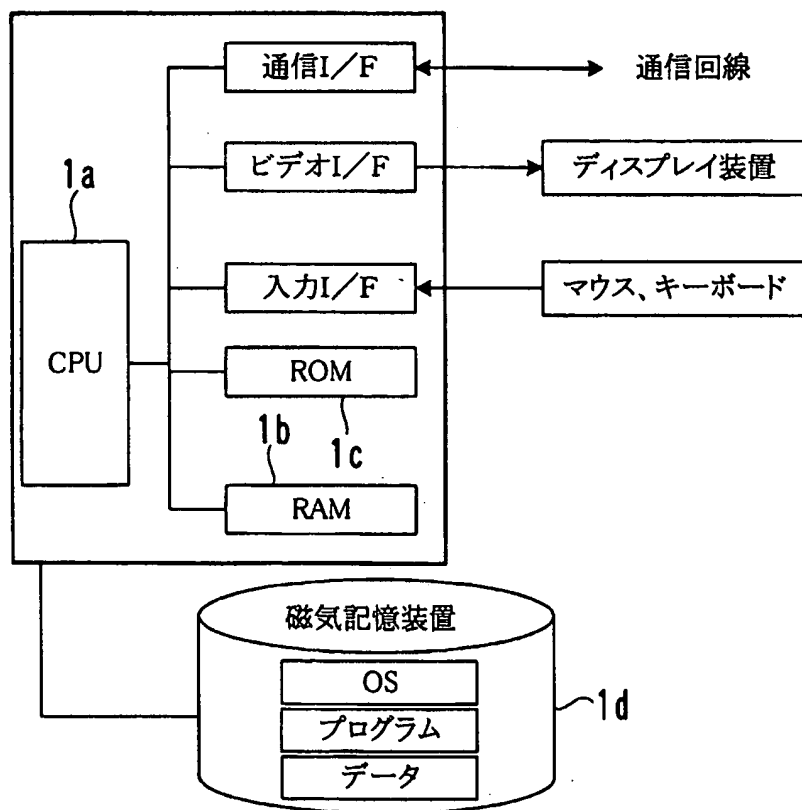 通信I／F
通信回線
1a
ビデオI／F
ディスプレイ装置
入力I／F
マウス、キーボード
CPU
ROM
1b
1c
RAM
磁気記憶装置
OS
1d
プログラム
データ